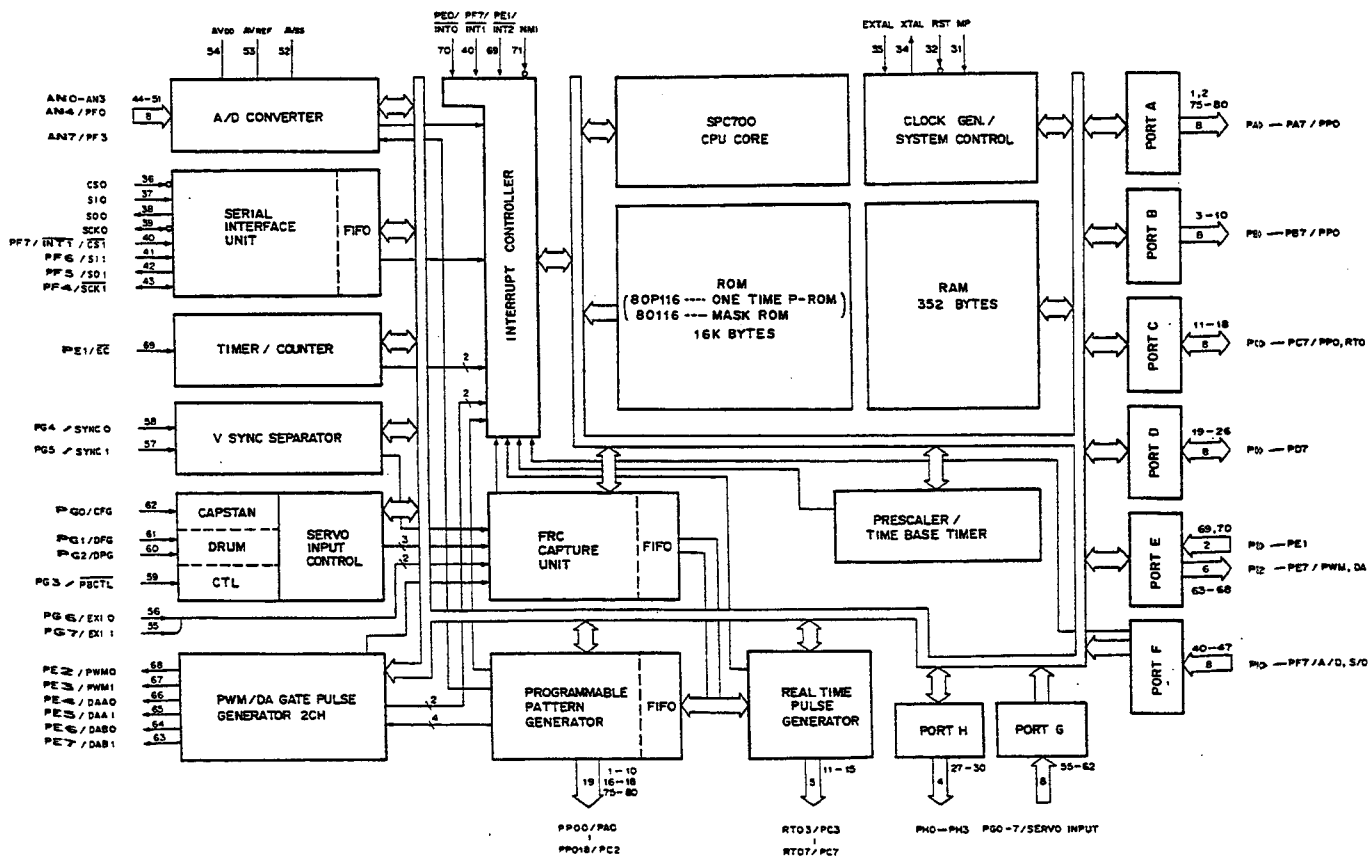 AVDD AVREF AVSS
54 53 52
PE0/INT0 PF7/INT1 PE1/INT2 NMI
70 40 69 71
EXTAL XTAL RST MP
35 34 32 31
AN0-AN3
AN4/PF0
AN7/PF3
44-51
8
A/D CONVERTER
CS0 36
SI0 37
SO0 38
SCK0 39
PF7/INT1/CS1 40
PF6/SI1 41
PF5/SO1 42
PF4/SCK1 43
SERIAL
INTERFACE
UNIT
FIFO
PE1/EC 69
TIMER / COUNTER
2
2
PG4/SYNC0 58
PG5/SYNC1 57
V SYNC SEPARATOR
PG0/CFG 62
PG1/DFG 61
PG2/DPG 60
PG3/PBCTL 59
CAPSTAN
DRUM
CTL
SERVO
INPUT
CONTROL
PG6/EXI0 56
PG7/EXI1 55
PE2/PWM0 68
PE3/PWM1 67
PE4/DAA0 66
PE5/DAA1 65
PE6/DAB0 64
PE7/DAB1 63
PWM/DA GATE PULSE
GENERATOR 2CH
2
4
INTERRUPT CONTROLLER
SPC700
CPU CORE
CLOCK GEN./
SYSTEM CONTROL
ROM
(80P116 ---- ONE TIME P-ROM)
(80116 ---- MASK ROM)
16K BYTES
RAM
352 BYTES
FRC
CAPTURE
UNIT
FIFO
PRESCALER /
TIME BASE TIMER
PROGRAMMABLE
PATTERN
GENERATOR
FIFO
REAL TIME
PULSE
GENERATOR
PORT H
PORT G
19
1-10
16-18
75-80
5
11-15
4
27-30
8
55-62
PPO0/PA0
PPO18/PC2
RTO3/PC3
RTO7/PC7
PH0-PH3
PG0-7/SERVO INPUT
PORT A
1,2
75-80
8
PA0-PA7/PPO
PORT B
3-10
8
PB0-PB7/PPO
PORT C
11-18
8
PC0-PC7/PPO,RTO
PORT D
19-26
8
PD0-PD7
PORT E
69,70
2
PE0-PE1
6
63-68
PE2-PE7/PWM,DA
PORT F
40-47
8
PF0-PF7/A/D,S/O